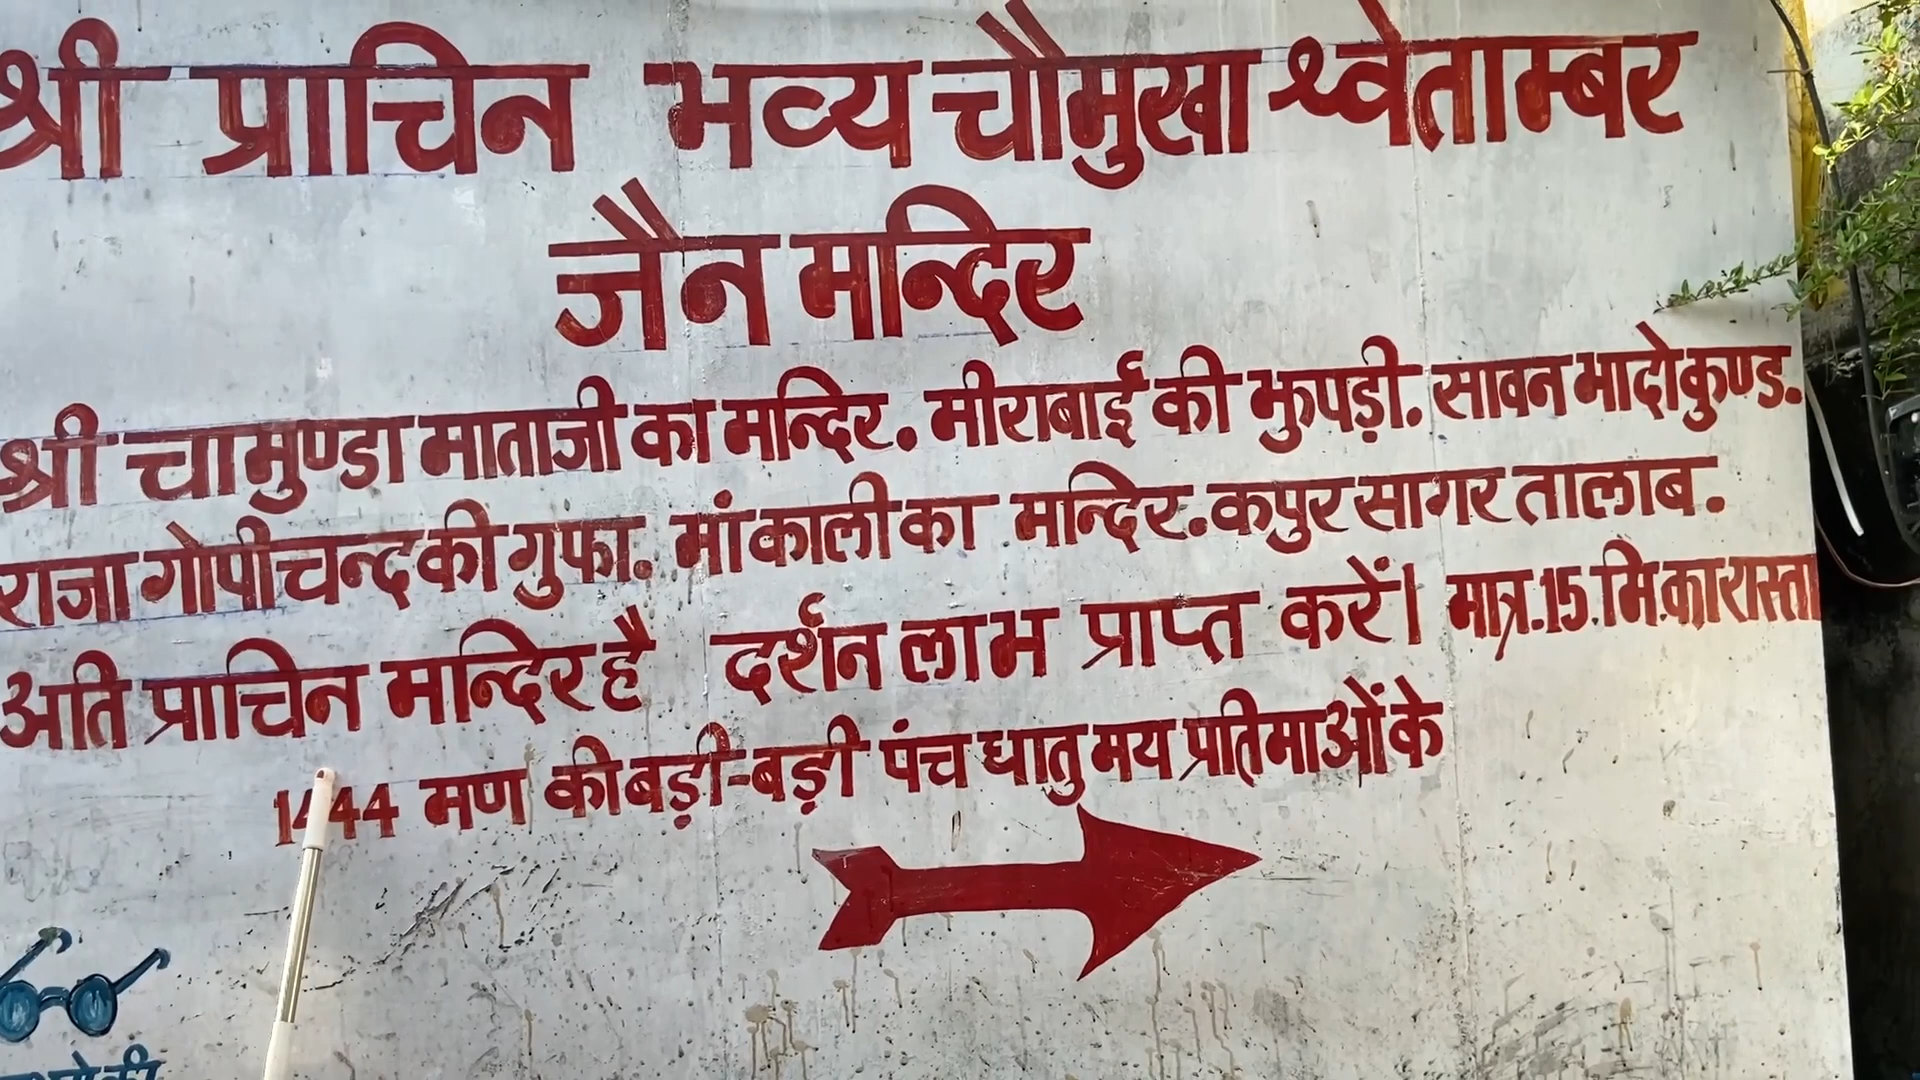 श्री प्राचिन भव्य चौमुखा श्वेताम्बर
जैन मन्दिर
श्री चामुण्डा माताजी का मन्दिर. मीराबाई की झुपड़ी. सावन भादो कुण्ड.
राजा गोपीचन्द की गुफा. मां काली का मन्दिर. कपुर सागर तालाब.
अति प्राचिन मन्दिर है दर्शन लाभ प्राप्त करें। मात्र.15.मि.का रास्ता
1444 मण की बड़ी-बड़ी पंच धातु मय प्रतिमाओं के